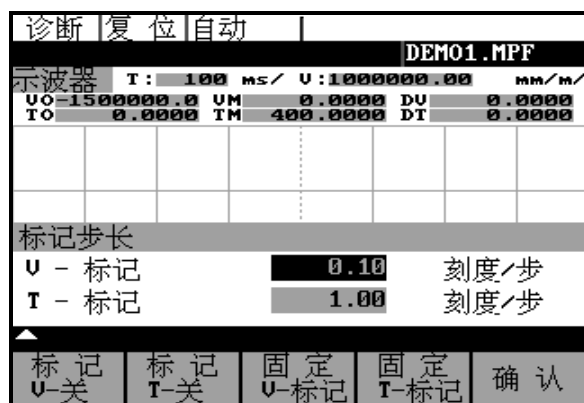 诊断 复 位 自动
DEMO1.MPF
示波器 T: 100 ms/ V:1000000.00 mm/m/
VO-1500000.0 VM 0.0000 DV 0.0000
TO 0.0000 TM 400.0000 DT 0.0000
标记步长
V - 标记 0.10 刻度/步
T - 标记 1.00 刻度/步
标 记 标 记 固 定 固 定 确 认
V-关 T-关 V-标记 T-标记